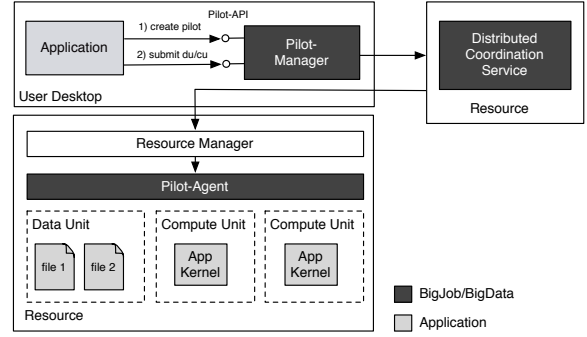 Pilot-API
1) create pilot
Application
2) submit du/cu
Pilot-
Manager
User Desktop
Distributed
Coordination
Service
Resource
Resource Manager
Pilot-Agent
Data Unit
file 1
file 2
Compute Unit
App
Kernel
Compute Unit
App
Kernel
Resource
BigJob/BigData
Application